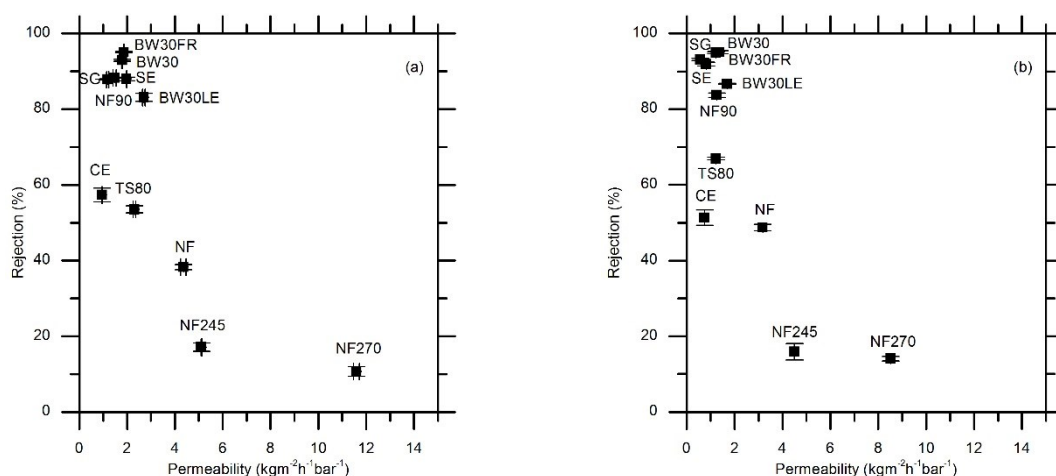 100
80
60
40
20
0
Rejection (%)
0 2 4 6 8 10 12 14
Permeability (kgm⁻²h⁻¹bar⁻¹)
(a)
BW30FR
BW30
SG SE
NF90 BW30LE
CE
TS80
NF
NF245
NF270
100
80
60
40
20
0
Rejection (%)
0 2 4 6 8 10 12 14
Permeability (kgm⁻²h⁻¹bar⁻¹)
(b)
SG BW30
BW30FR
SE BW30LE
NF90
TS80
CE
NF
NF245
NF270